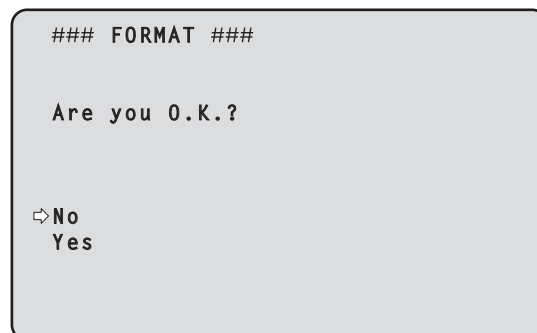 ### FORMAT ###
Are you O.K.?
⇨No
Yes